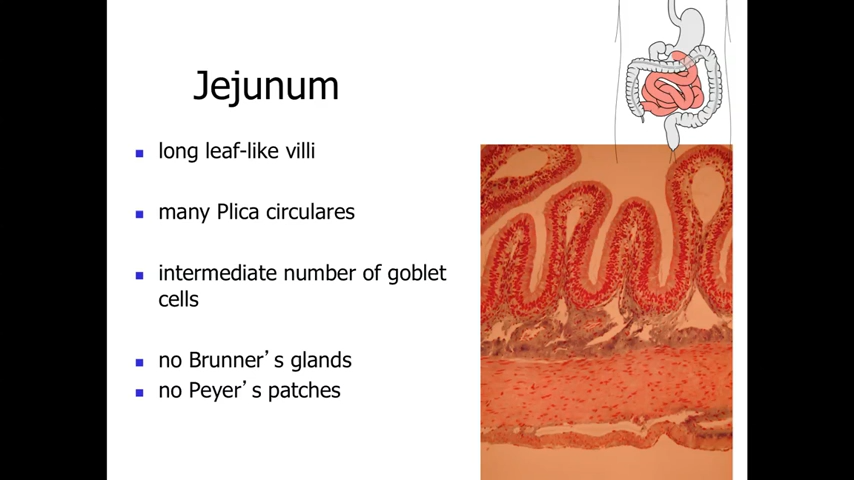 Jejunum
long leaf-like villi
many Plica circulares
intermediate number of goblet
cells
no Brunner’s glands
no Peyer’s patches